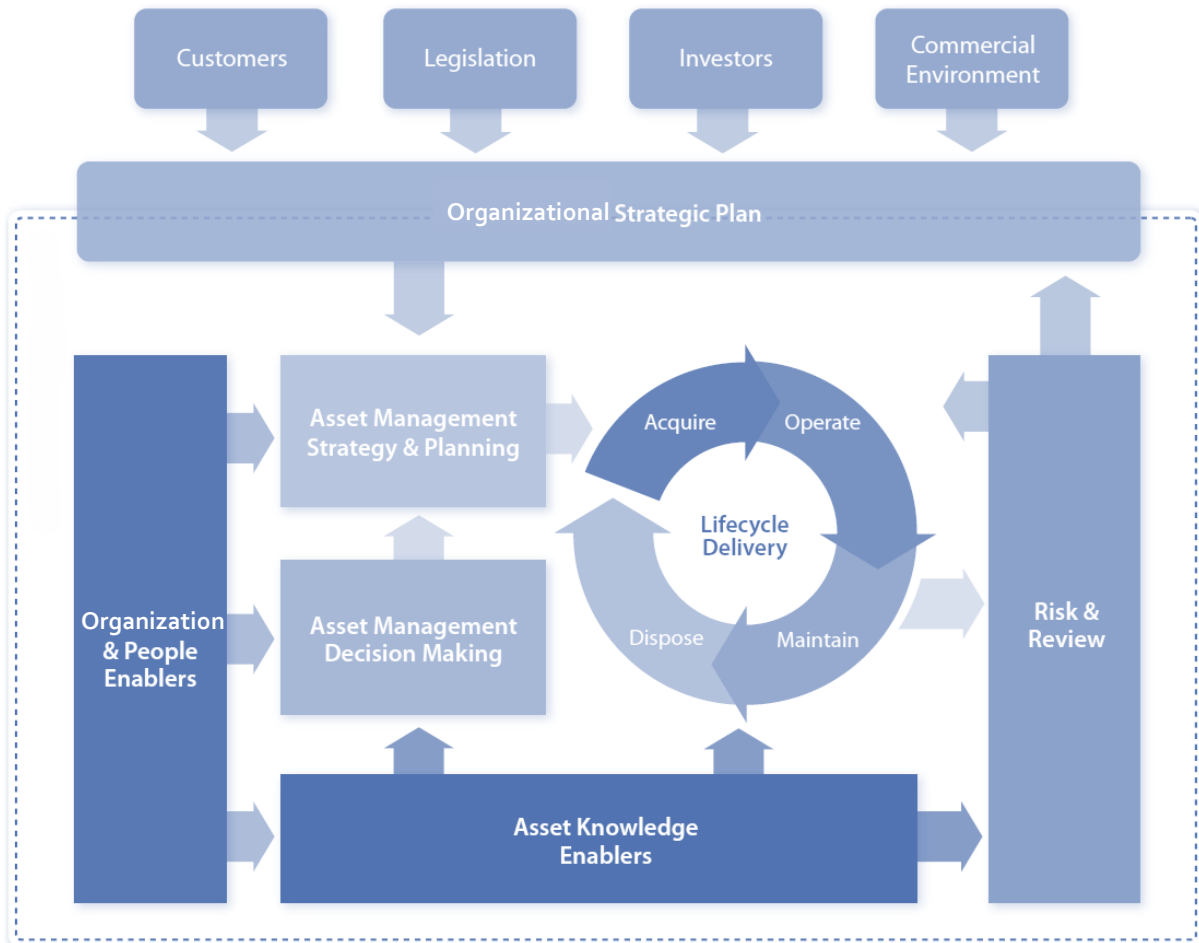 Customers
Legislation
Investors
Commercial
Environment
Organizational Strategic Plan
Asset Management
Strategy & Planning
Acquire
Operate
Lifecycle
Delivery
Organization
& People
Enablers
Asset Management
Decision Making
Dispose
Maintain
Risk &
Review
Asset Knowledge
Enablers